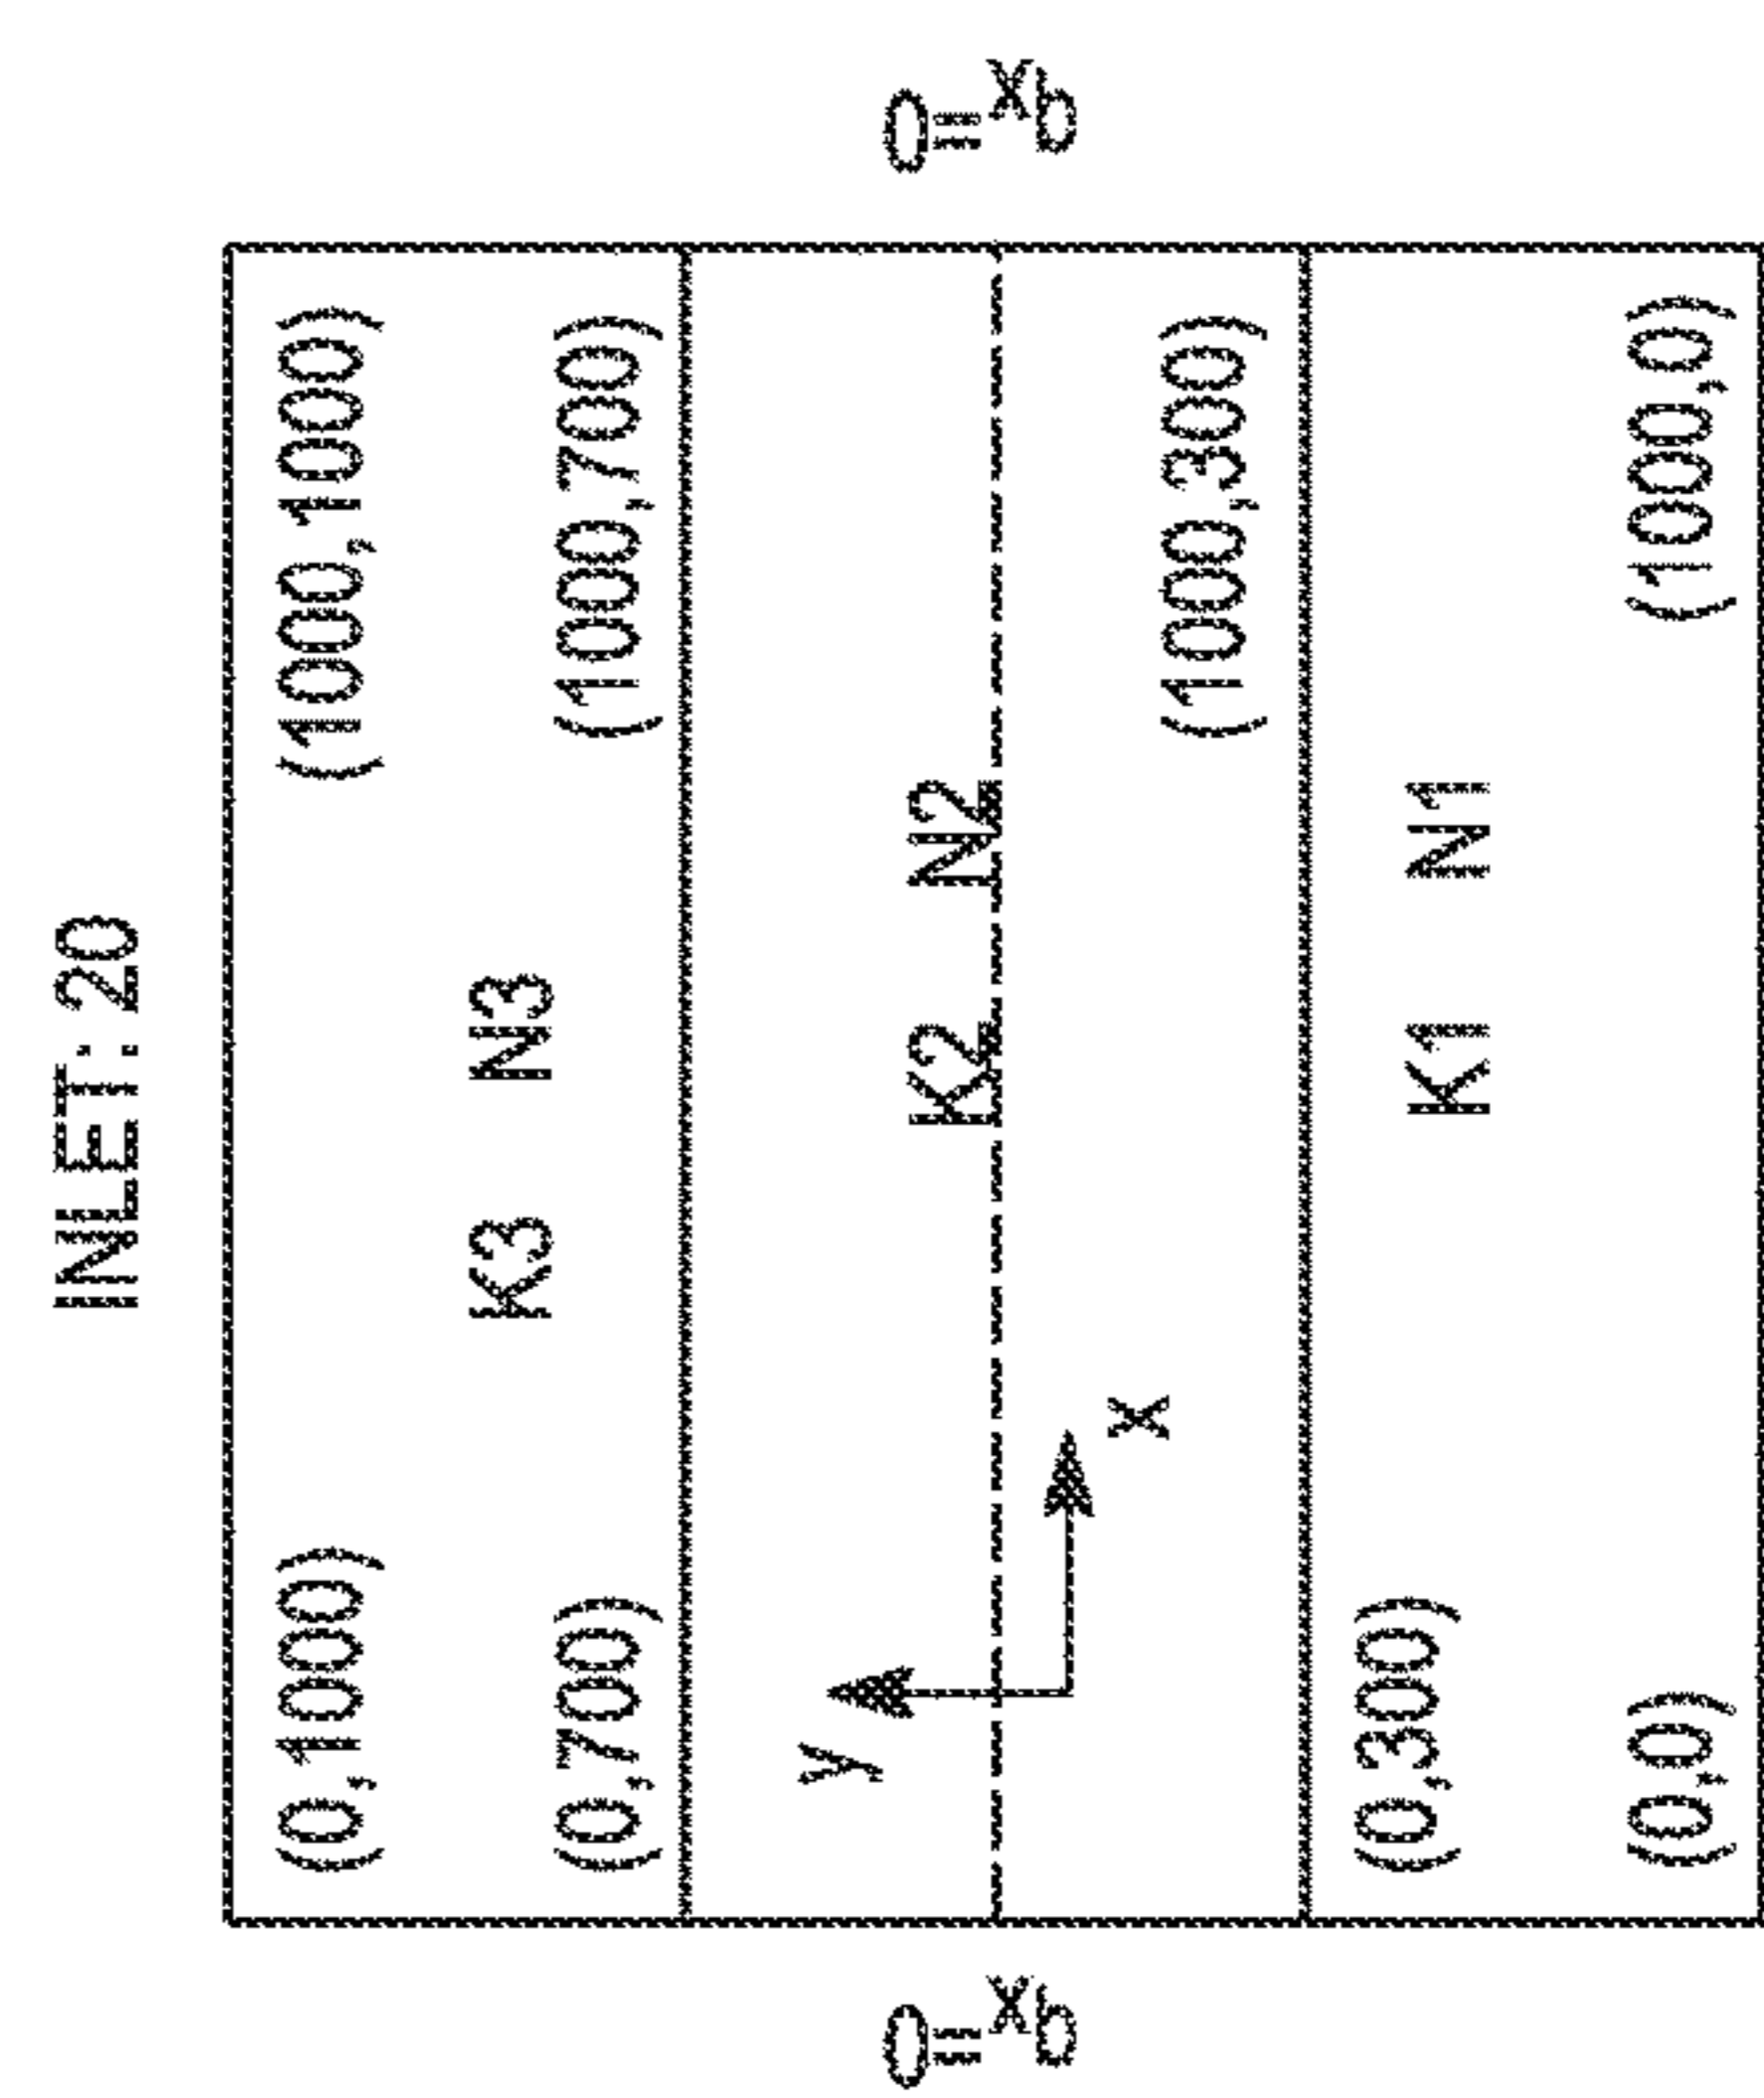 INLET: 20
(0,1000) (1000,1000)
K3 N3
(0,700) (1000,700)
qx=0 y K2 N2 qx=0
x (1000,300)
(0,300) K1 N1
(0,0) (1000,0)